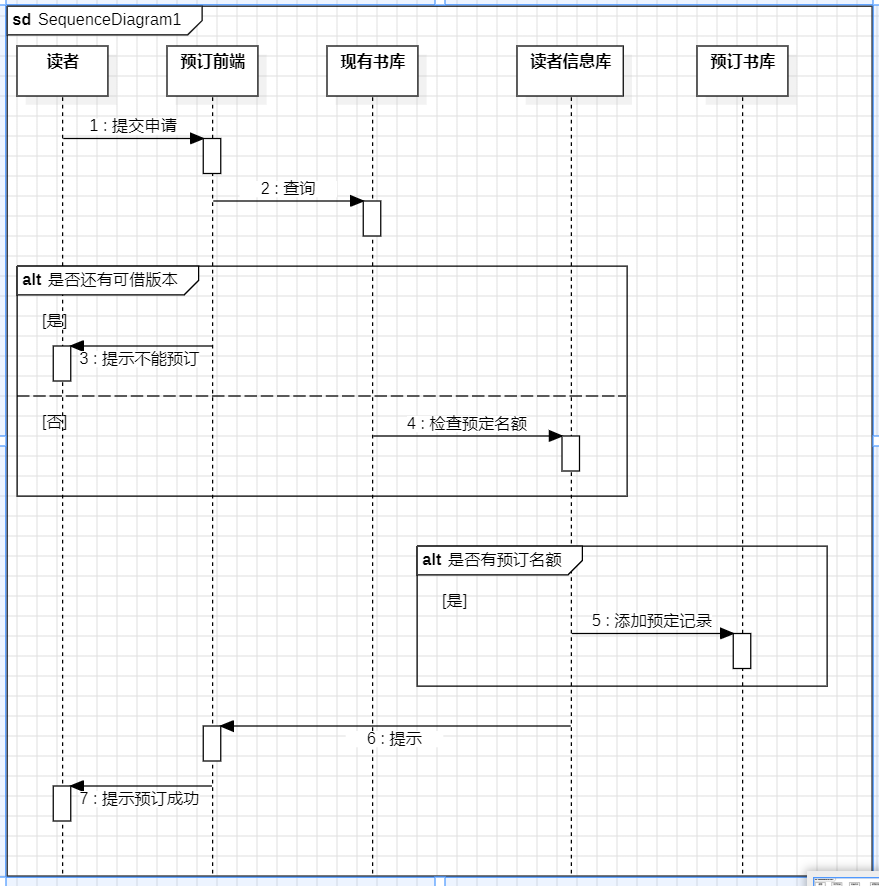 sd SequenceDiagram1
读者
预订前端
现有书库
读者信息库
预订书库
1 : 提交申请
2 : 查询
alt 是否还有可借版本
[是]
3 : 提示不能预订
[否]
4 : 检查预定名额
alt 是否有预订名额
[是]
5 : 添加预定记录
6 : 提示
7 : 提示预订成功